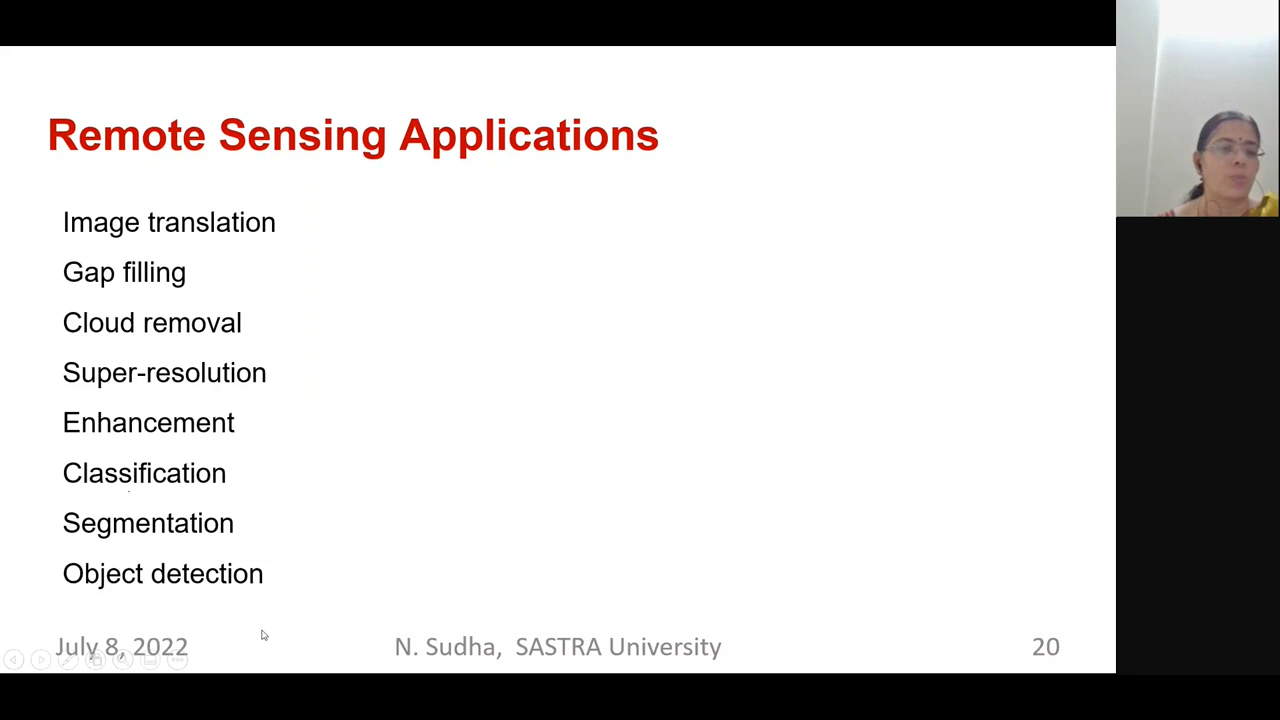 Remote Sensing Applications
Image translation
Gap filling
Cloud removal
Super-resolution
Enhancement
Classification
Segmentation
Object detection
July 8, 2022
N. Sudha, SASTRA University
20